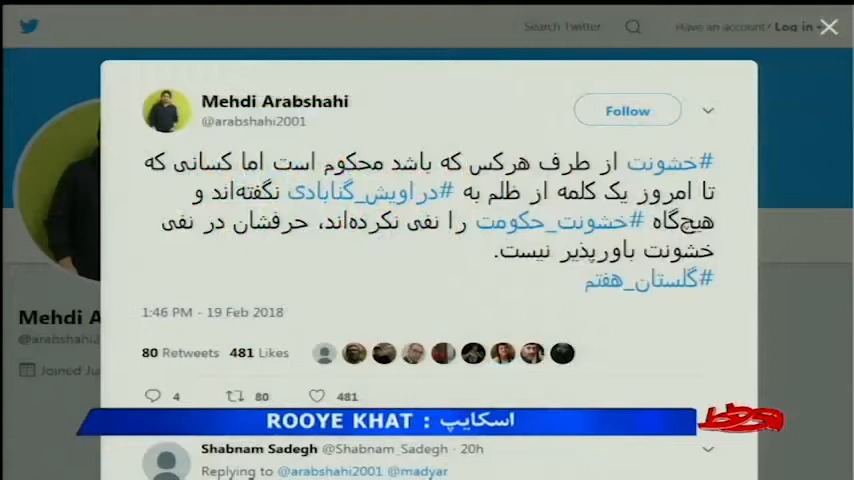 Search Twitter
Have an account? Log in
Mehdi Arabshahi
@arabshahi2001
Follow
#خشونت از طرف هرکس که باشد محکوم است اما کسانی که
تا امروز یک کلمه از ظلم به #دراویش_گنابادی نگفته‌اند و
هیچ‌گاه #خشونت_حکومت را نفی نکرده‌اند، حرفشان در نفی
خشونت باورپذیر نیست.
#گلستان_هفتم
1:46 PM - 19 Feb 2018
80 Retweets 481 Likes
4 80 481
Mehdi A
@arabshahi2
Joined Ju
ROOYE KHAT : اسکایپ
Shabnam Sadegh @Shabnam_Sadegh · 20h
Replying to @arabshahi2001 @madyar